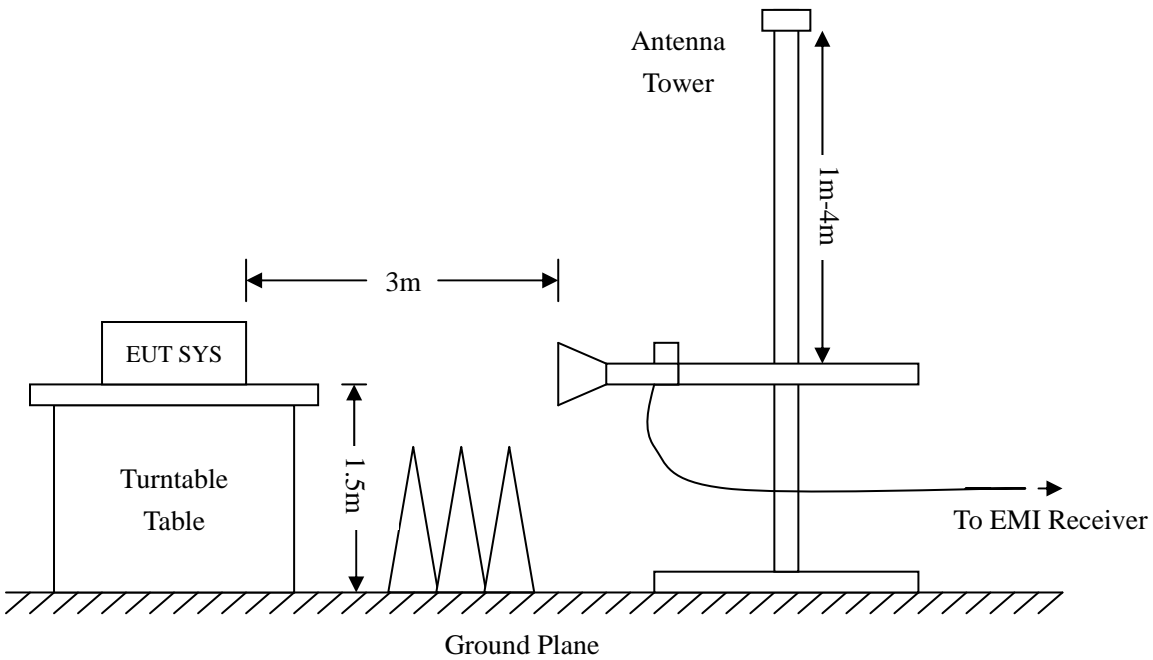 Antenna
Tower
1m-4m
3m
EUT SYS
1.5m
Turntable
Table
To EMI Receiver
Ground Plane